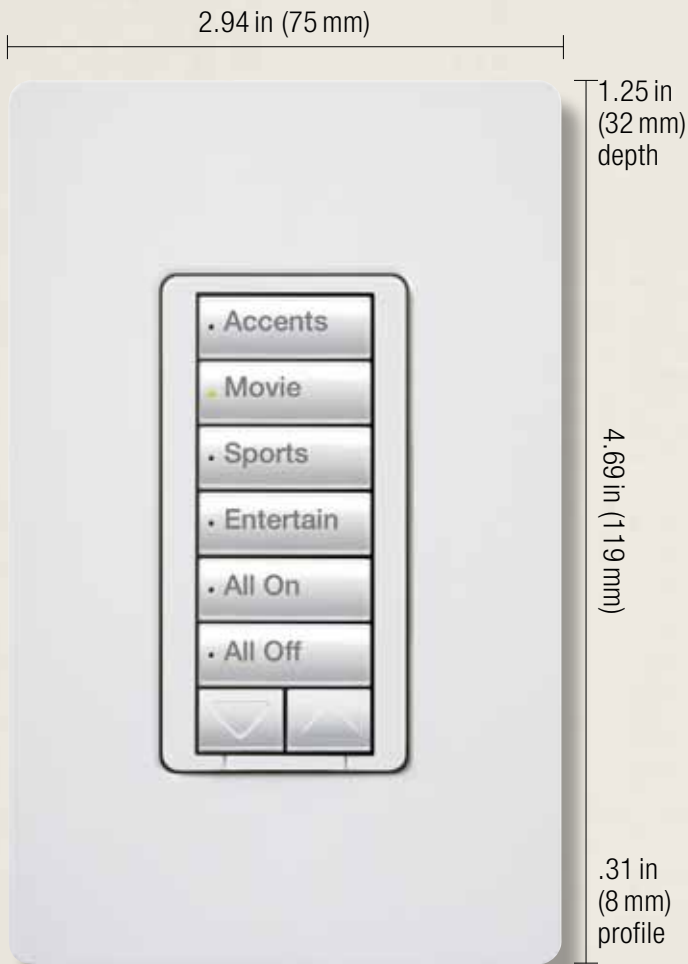 2.94 in (75 mm)
1.25 in
(32 mm)
depth
Accents
Movie
Sports
Entertain
All On
All Off
4.69 in (119 mm)
.31 in
(8 mm)
profile